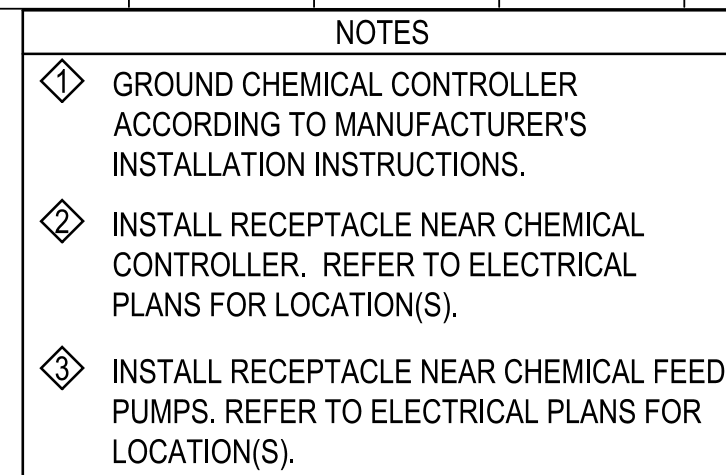 NOTES
1 GROUND CHEMICAL CONTROLLER
ACCORDING TO MANUFACTURER'S
INSTALLATION INSTRUCTIONS.
2 INSTALL RECEPTACLE NEAR CHEMICAL
CONTROLLER. REFER TO ELECTRICAL
PLANS FOR LOCATION(S).
3 INSTALL RECEPTACLE NEAR CHEMICAL FEED
PUMPS. REFER TO ELECTRICAL PLANS FOR
LOCATION(S).